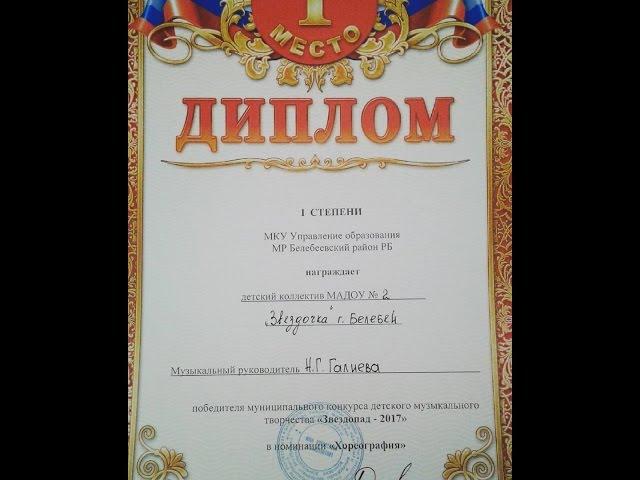 1
МЕСТО
ДИПЛОМ
I СТЕПЕНИ
МКУ Управление образования
МР Белебеевский район РБ
награждает
детский коллектив МАДОУ № 2
„Звездочка" г. Белебей
Музыкальный руководитель Н.Г. Галиева
победителя муниципального конкурса детского музыкального
творчества «Звездопад - 2017»
в номинации «Хореография»